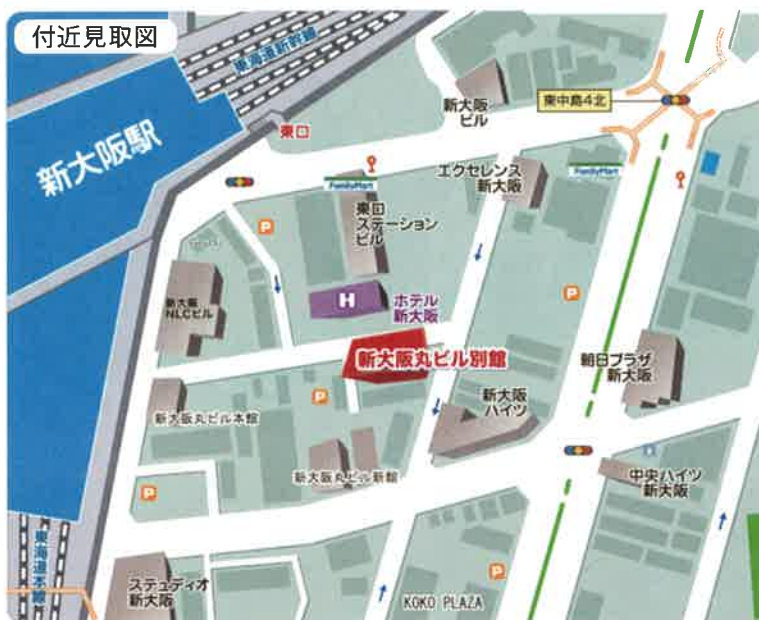 付近見取図
東海道新幹線
新大阪駅
東口
新大阪
ビル
東中島4北
FamilyMart
エクセレンス
新大阪
FamilyMart
P
東口
ステーション
ビル
新大阪
NLCビル
H
ホテル
新大阪
P
新大阪丸ビル別館
朝日プラザ
新大阪
P
新大阪
ハイツ
新大阪丸ビル本館
新大阪丸ビル新館
中央ハイツ
新大阪
P
東海道本線
ステュディオ
新大阪
KOKO PLAZA
P